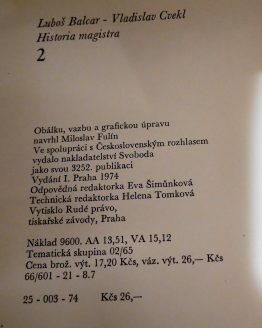 Luboš Balcar - Vladislav Cvekl
Historia magistra
2
Obálku, vazbu a grafickou úpravu
navrhl Miloslav Fulín
Ve spolupráci s Československým rozhlasem
vydalo nakladatelství Svoboda
jako svou 3252. publikaci
Vydání I. Praha 1974
Odpovědná redaktorka Eva Šimůnková
Technická redaktorka Helena Tomková
Vytisklo Rudé právo,
tiskařské závody, Praha
Náklad 9600. AA 13,51, VA 15,12
Tematická skupina 02/65
Cena brož. výt. 17,20 Kčs, váz. výt. 26,— Kčs
66/601 - 21 - 8.7
25 - 003 - 74 Kčs 26,—